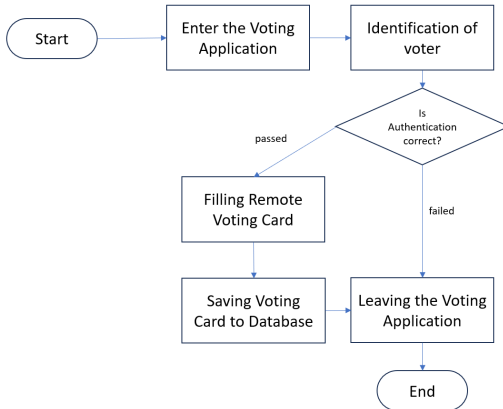 Start
Enter the Voting
Application
Identification of
voter
Is
Authentication
correct?
passed
failed
Filling Remote
Voting Card
Saving Voting
Card to Database
Leaving the Voting
Application
End